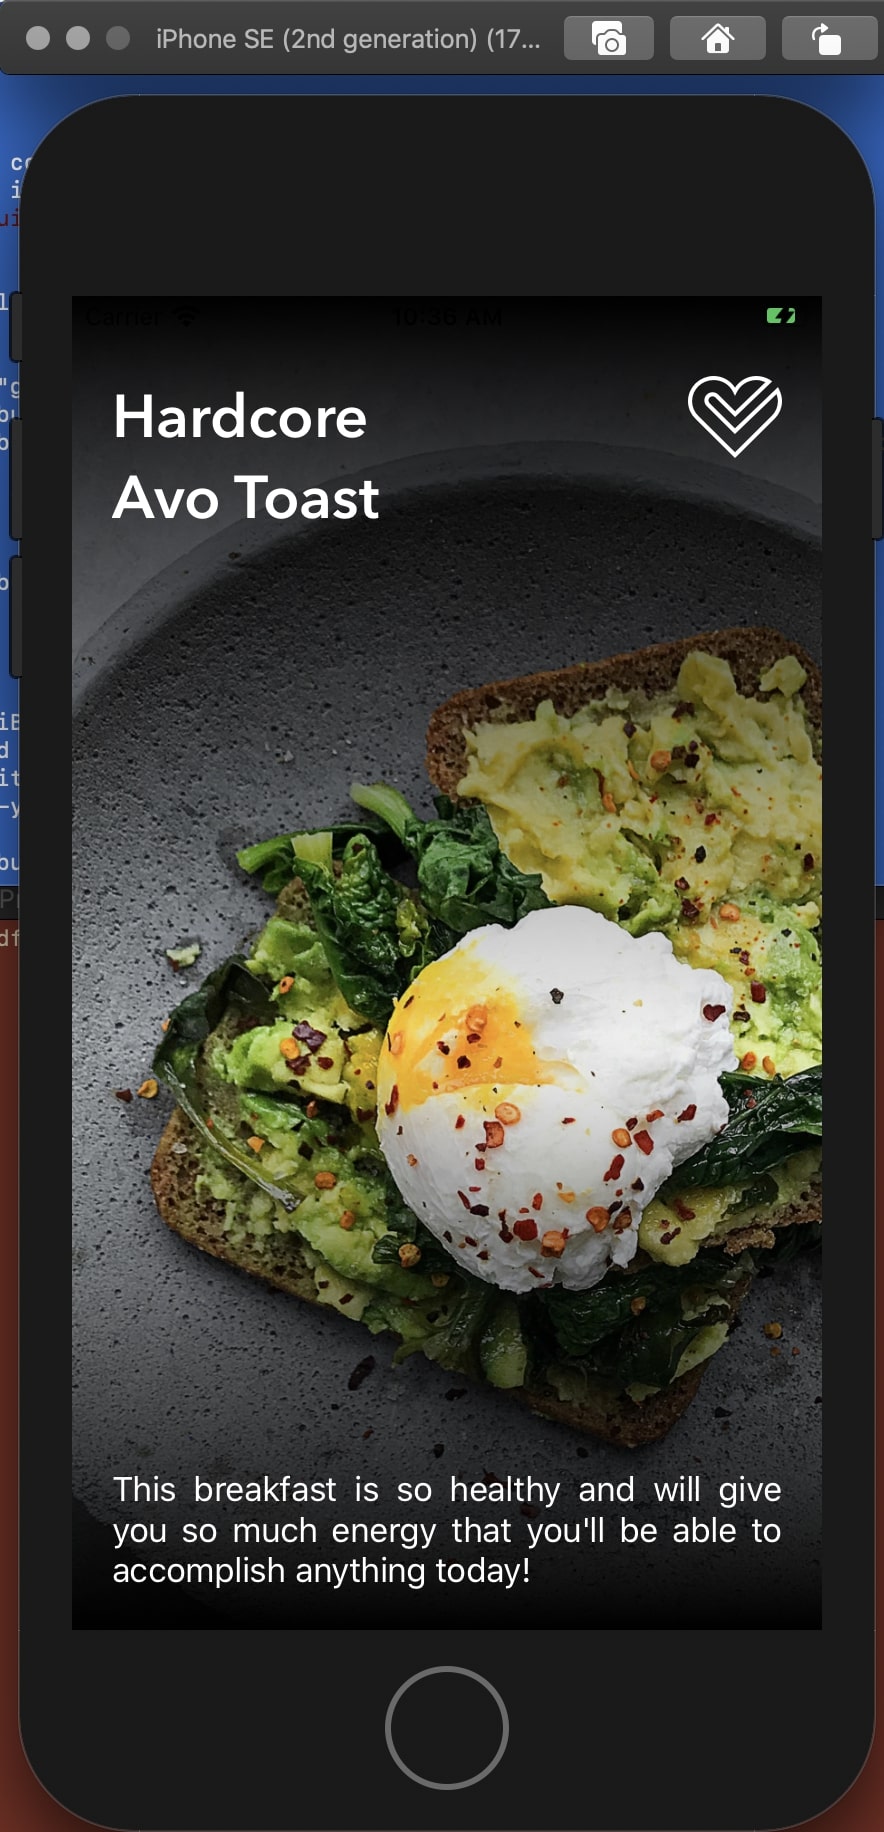 iPhone SE (2nd generation) (17...
Carrier
10:36 AM
Hardcore
Avo Toast
This breakfast is so healthy and will give
you so much energy that you'll be able to
accomplish anything today!